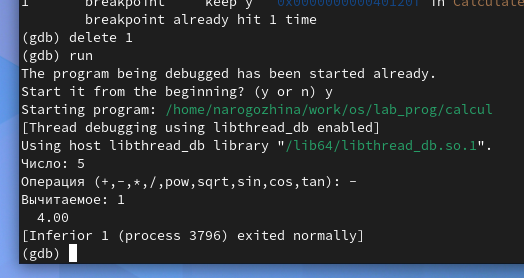 breakpoint keep y 0x0000000000401207 in Calculate
breakpoint already hit 1 time
(gdb) delete 1
(gdb) run
The program being debugged has been started already.
Start it from the beginning? (y or n) y
Starting program: /home/narogozhina/work/os/lab_prog/calcul
[Thread debugging using libthread_db enabled]
Using host libthread_db library "/lib64/libthread_db.so.1".
Число: 5
Операция (+,-,*,/,pow,sqrt,sin,cos,tan): -
Вычитаемое: 1
4.00
[Inferior 1 (process 3796) exited normally]
(gdb)